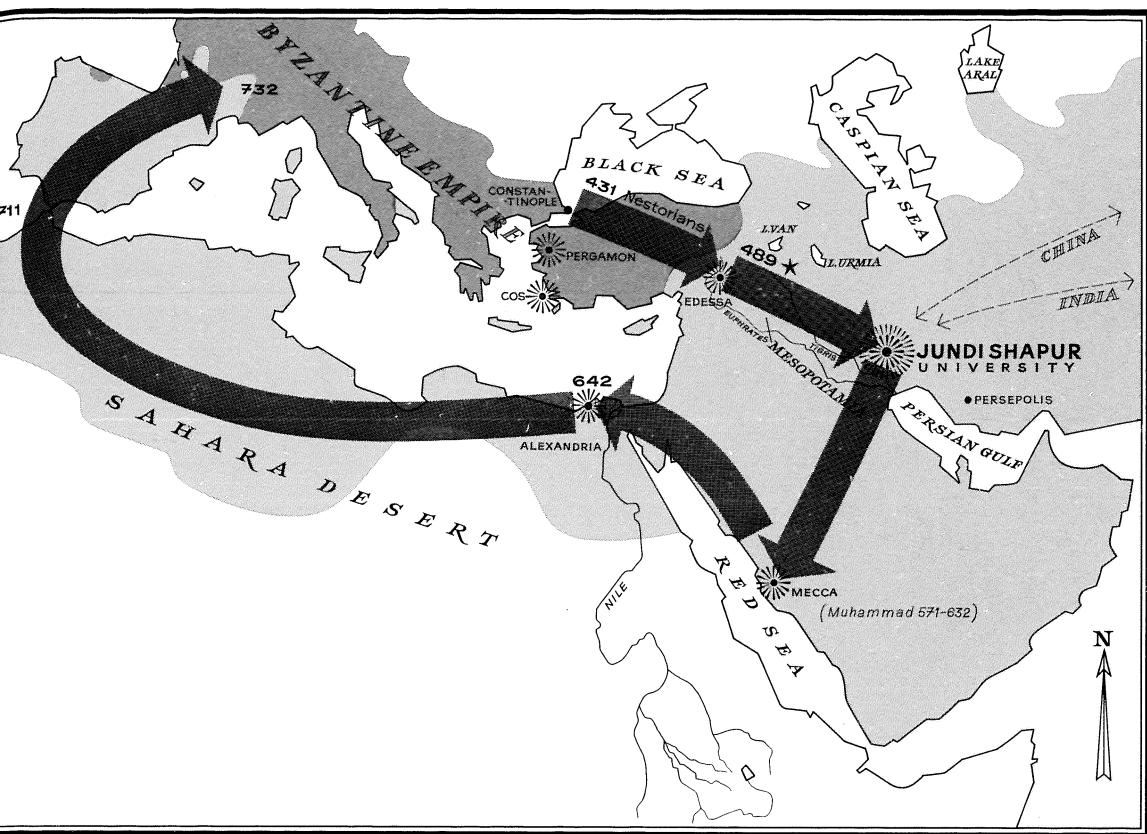 BYZANTINE EMPIRE
732
711
LAKE
ARAL
CASPIAN SEA
BLACK SEA
CONSTAN-
-TINOPLE
431 Nestorians
PERGAMON
COS
L.VAN
489
L.URMIA
EDESSA
EUPHRATES
TIGRIS
MESOPOTAMIA
CHINA
INDIA
JUNDI SHAPUR
UNIVERSITY
PERSEPOLIS
PERSIAN GULF
642
ALEXANDRIA
SAHARA DESERT
NILE
RED SEA
MECCA
(Muhammad 571-632)
N